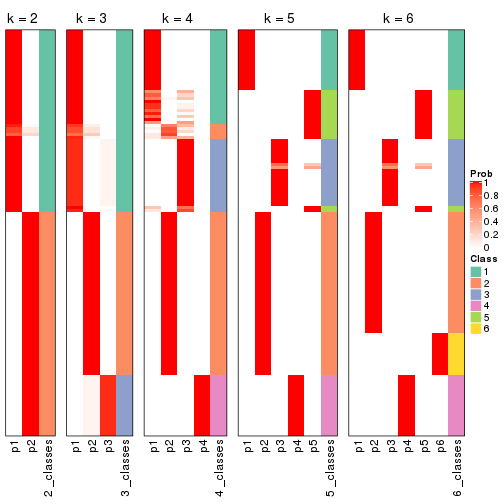 k = 2
k = 3
k = 4
k = 5
k = 6
p1
p2
2_classes
p1
p2
p3
3_classes
p1
p2
p3
p4
4_classes
p1
p2
p3
p4
p5
5_classes
p1
p2
p3
p4
p5
p6
6_classes
Prob
1
0.8
0.6
0.4
0.2
0
Class
1
2
3
4
5
6